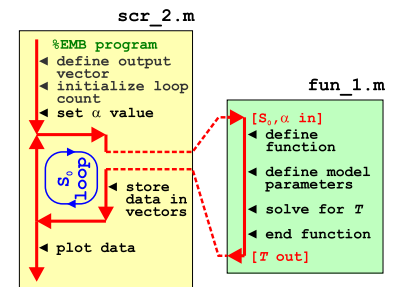 scr_2.m
%EMB program
◄ define output
vector
◄ initialize loop
count
◄ set α value
S₀
loop
◄ store
data in
vectors
◄ plot data
fun_1.m
[S₀,α in]
◄ define
function
◄ define model
parameters
◄ solve for T
◄ end function
[T out]